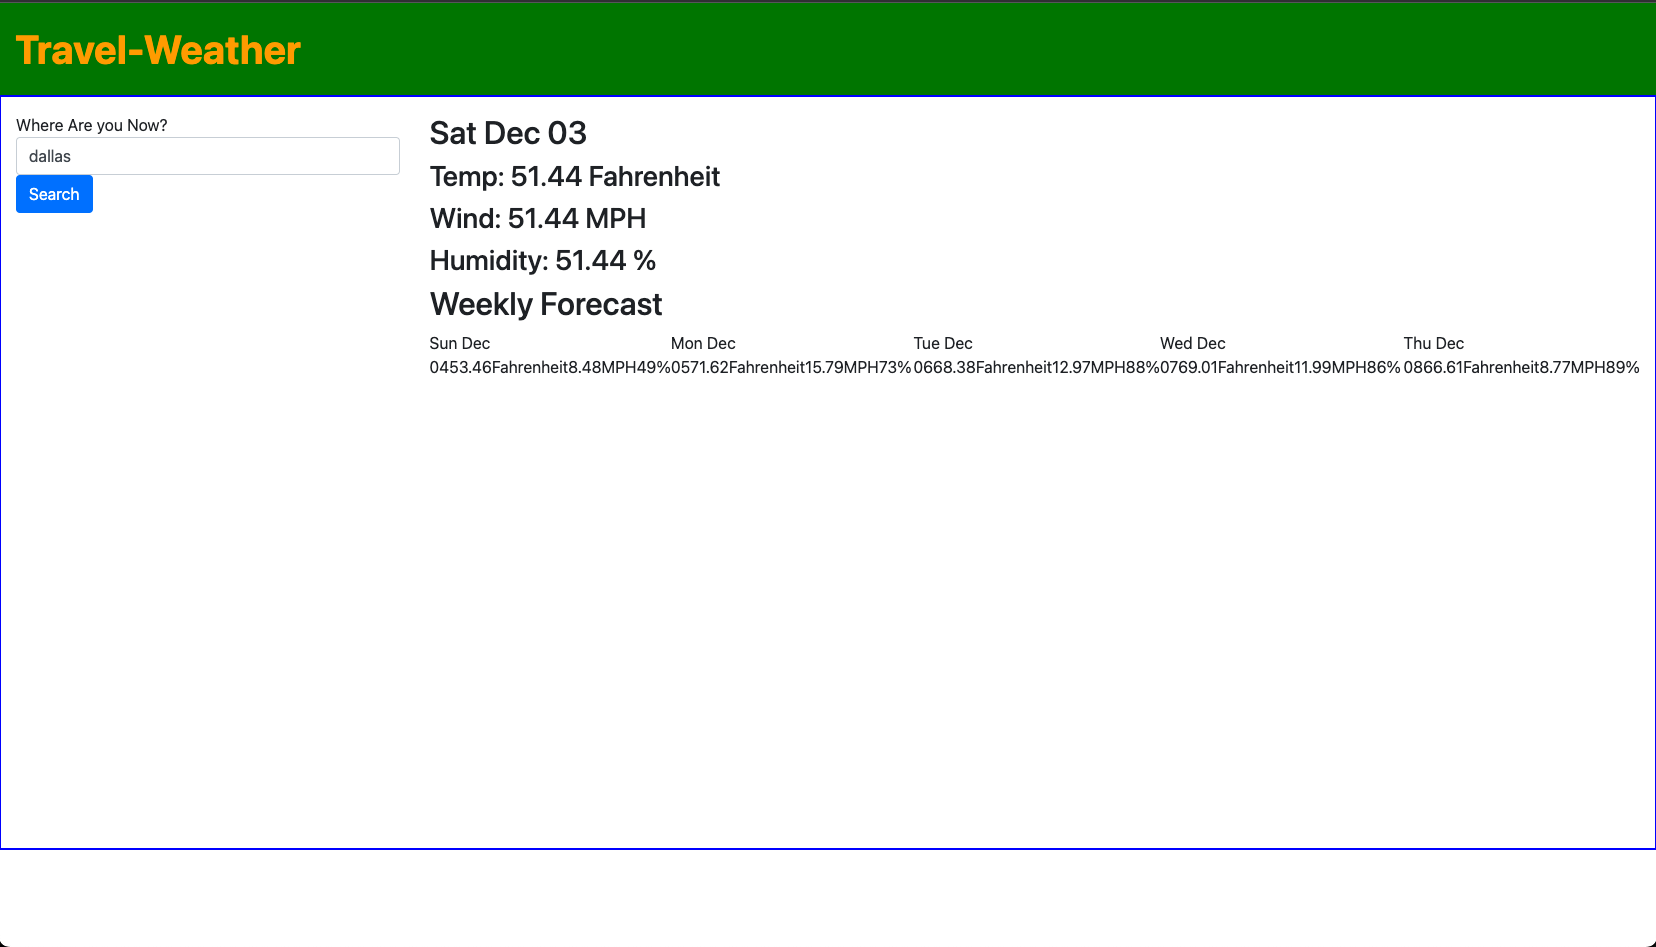 Travel-Weather
Where Are you Now?
dallas
Search
Sat Dec 03
Temp: 51.44 Fahrenheit
Wind: 51.44 MPH
Humidity: 51.44 %
Weekly Forecast
Sun Dec
0453.46Fahrenheit8.48MPH49%
Mon Dec
0571.62Fahrenheit15.79MPH73%
Tue Dec
0668.38Fahrenheit12.97MPH88%
Wed Dec
0769.01Fahrenheit11.99MPH86%
Thu Dec
0866.61Fahrenheit8.77MPH89%